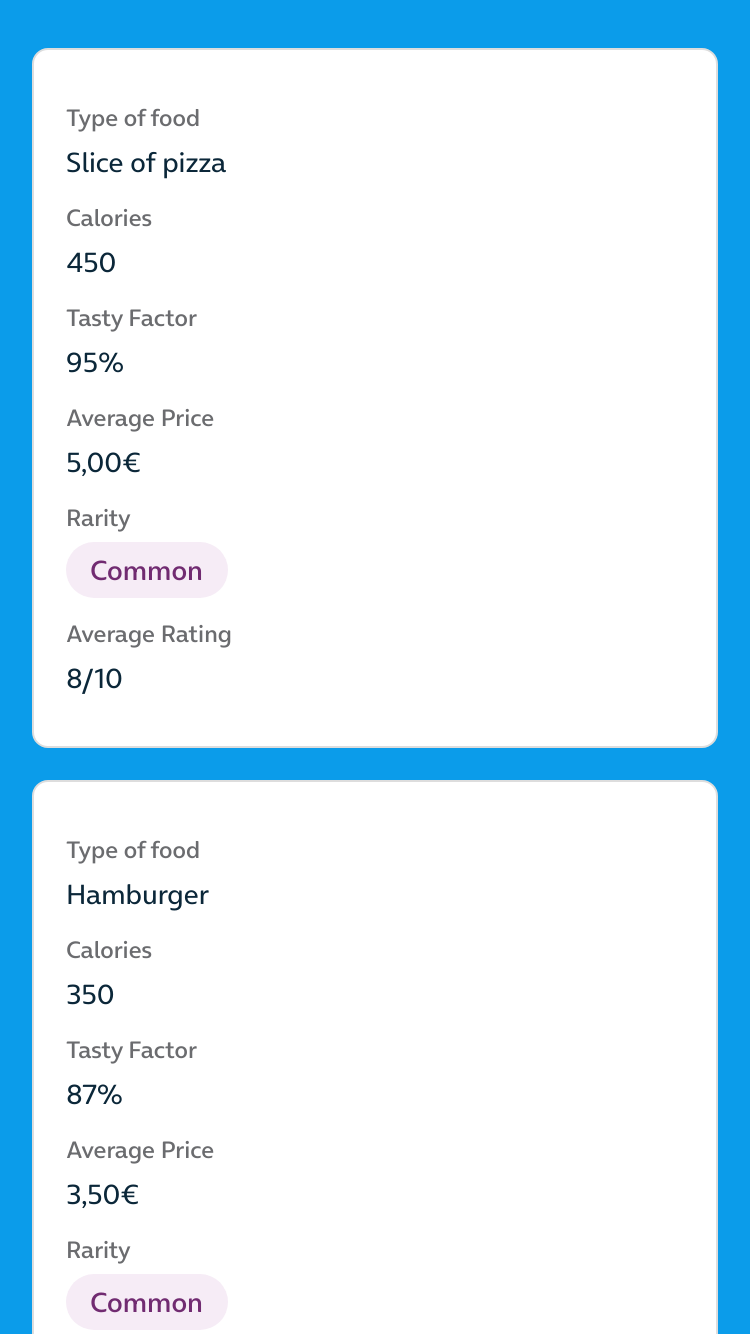 Type of food
Slice of pizza
Calories
450
Tasty Factor
95%
Average Price
5,00€
Rarity
Common
Average Rating
8/10
Type of food
Hamburger
Calories
350
Tasty Factor
87%
Average Price
3,50€
Rarity
Common